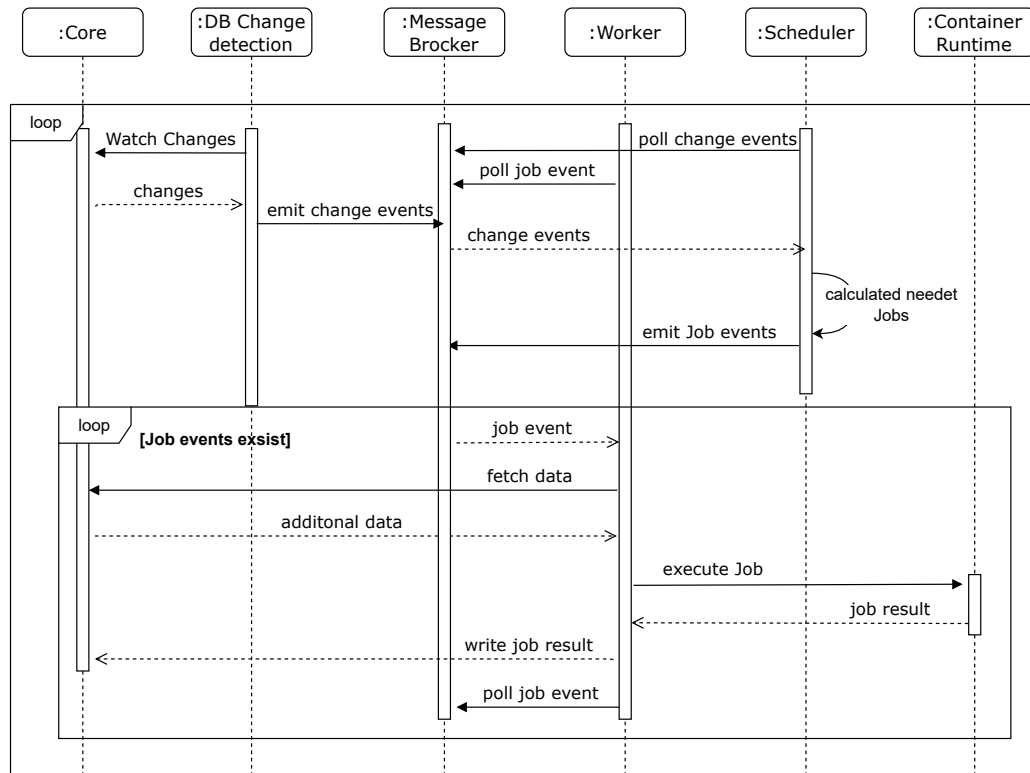 :Core
:DB Change
detection
:Message
Brocker
:Worker
:Scheduler
:Container
Runtime
loop
Watch Changes
poll change events
poll job event
changes
emit change events
change events
calculated needet
Jobs
emit Job events
loop
[Job events exsist]
job event
fetch data
additonal data
execute Job
job result
write job result
poll job event